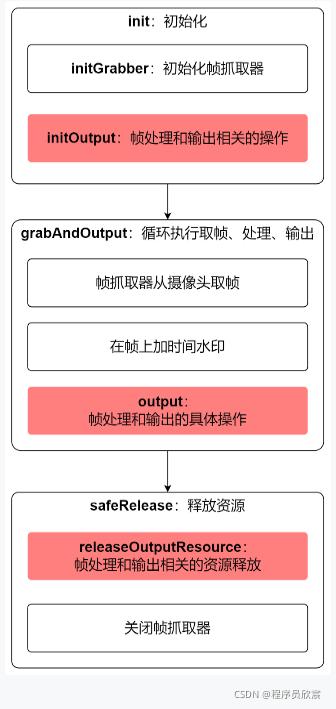 init：初始化
initGrabber：初始化帧抓取器
initOutput：帧处理和输出相关的操作
grabAndOutput：循环执行取帧、处理、输出
帧抓取器从摄像头取帧
在帧上加时间水印
output：
帧处理和输出的具体操作
safeRelease：释放资源
releaseOutputResource：
帧处理和输出相关的资源释放
关闭帧抓取器
CSDN @程序员欣宸